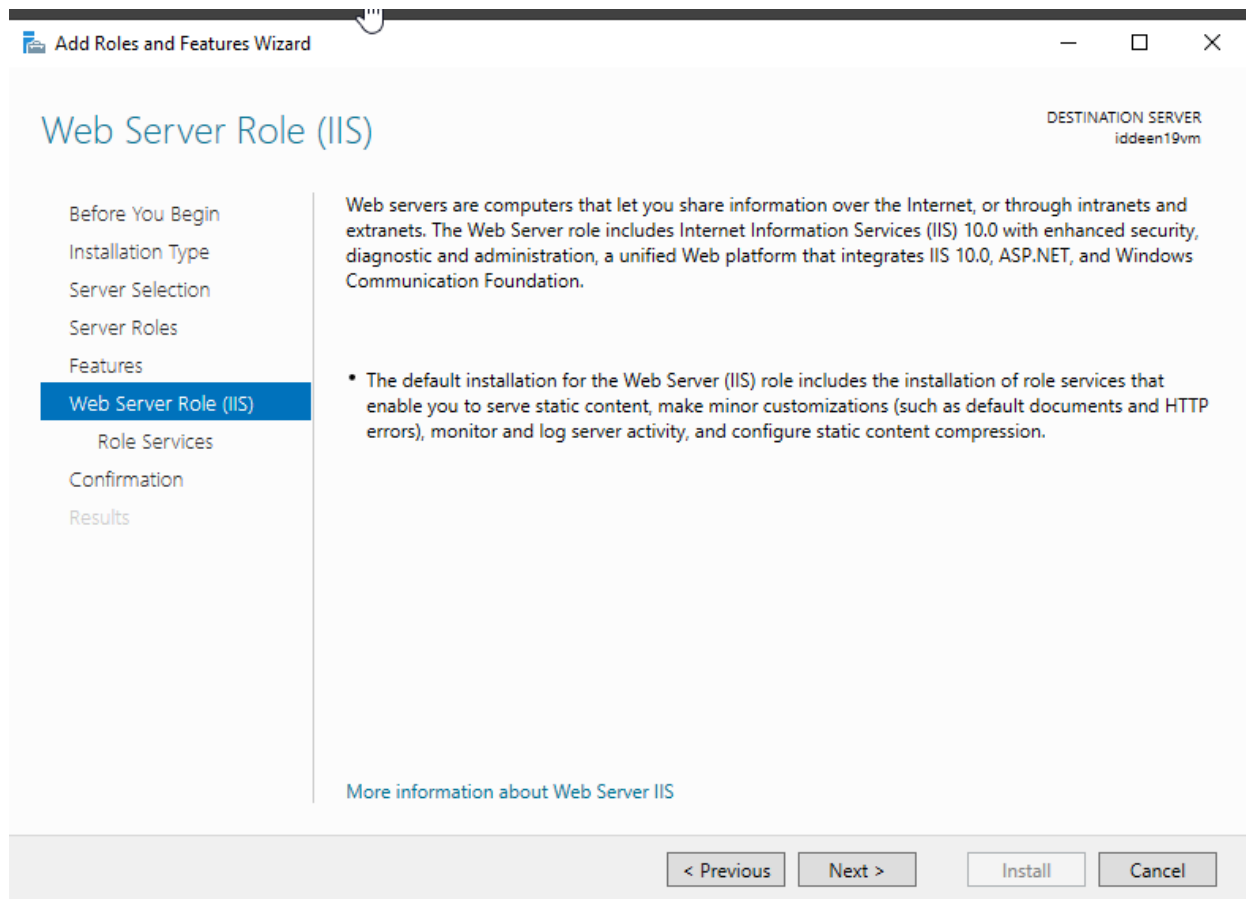 Add Roles and Features Wizard
Web Server Role (IIS)
DESTINATION SERVER
iddeen19vm
Before You Begin
Installation Type
Server Selection
Server Roles
Features
Web Server Role (IIS)
Role Services
Confirmation
Results
Web servers are computers that let you share information over the Internet, or through intranets and
extranets. The Web Server role includes Internet Information Services (IIS) 10.0 with enhanced security,
diagnostic and administration, a unified Web platform that integrates IIS 10.0, ASP.NET, and Windows
Communication Foundation.
• The default installation for the Web Server (IIS) role includes the installation of role services that
enable you to serve static content, make minor customizations (such as default documents and HTTP
errors), monitor and log server activity, and configure static content compression.
More information about Web Server IIS
< Previous
Next >
Install
Cancel